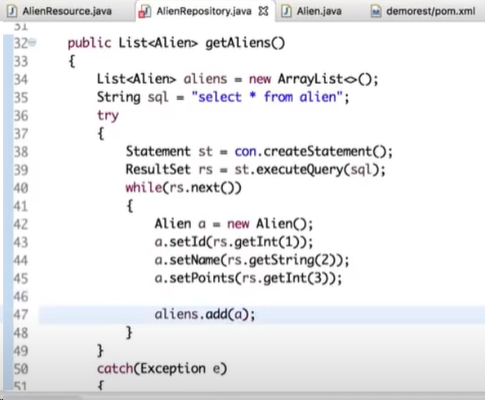 AlienResource.java AlienRepository.java Alien.java demorest/pom.xml
31
32 public List<Alien> getAliens()
33 {
34 List<Alien> aliens = new ArrayList<>();
35 String sql = "select * from alien";
36 try
37 {
38 Statement st = con.createStatement();
39 ResultSet rs = st.executeQuery(sql);
40 while(rs.next())
41 {
42 Alien a = new Alien();
43 a.setId(rs.getInt(1));
44 a.setName(rs.getString(2));
45 a.setPoints(rs.getInt(3));
46
47 aliens.add(a);
48 }
49 }
50 catch(Exception e)
51 {